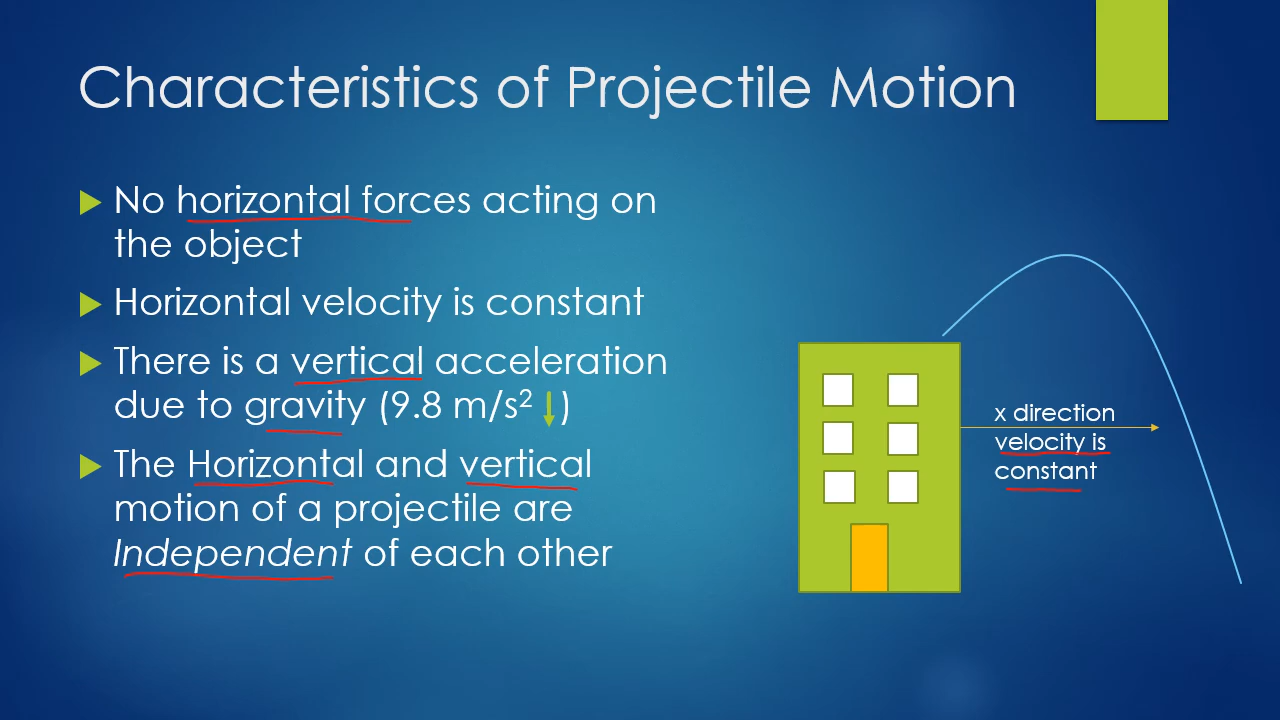 Characteristics of Projectile Motion
No horizontal forces acting on
the object
Horizontal velocity is constant
There is a vertical acceleration
due to gravity (9.8 m/s² ↓)
The Horizontal and vertical
motion of a projectile are
Independent of each other
x direction
velocity is
constant